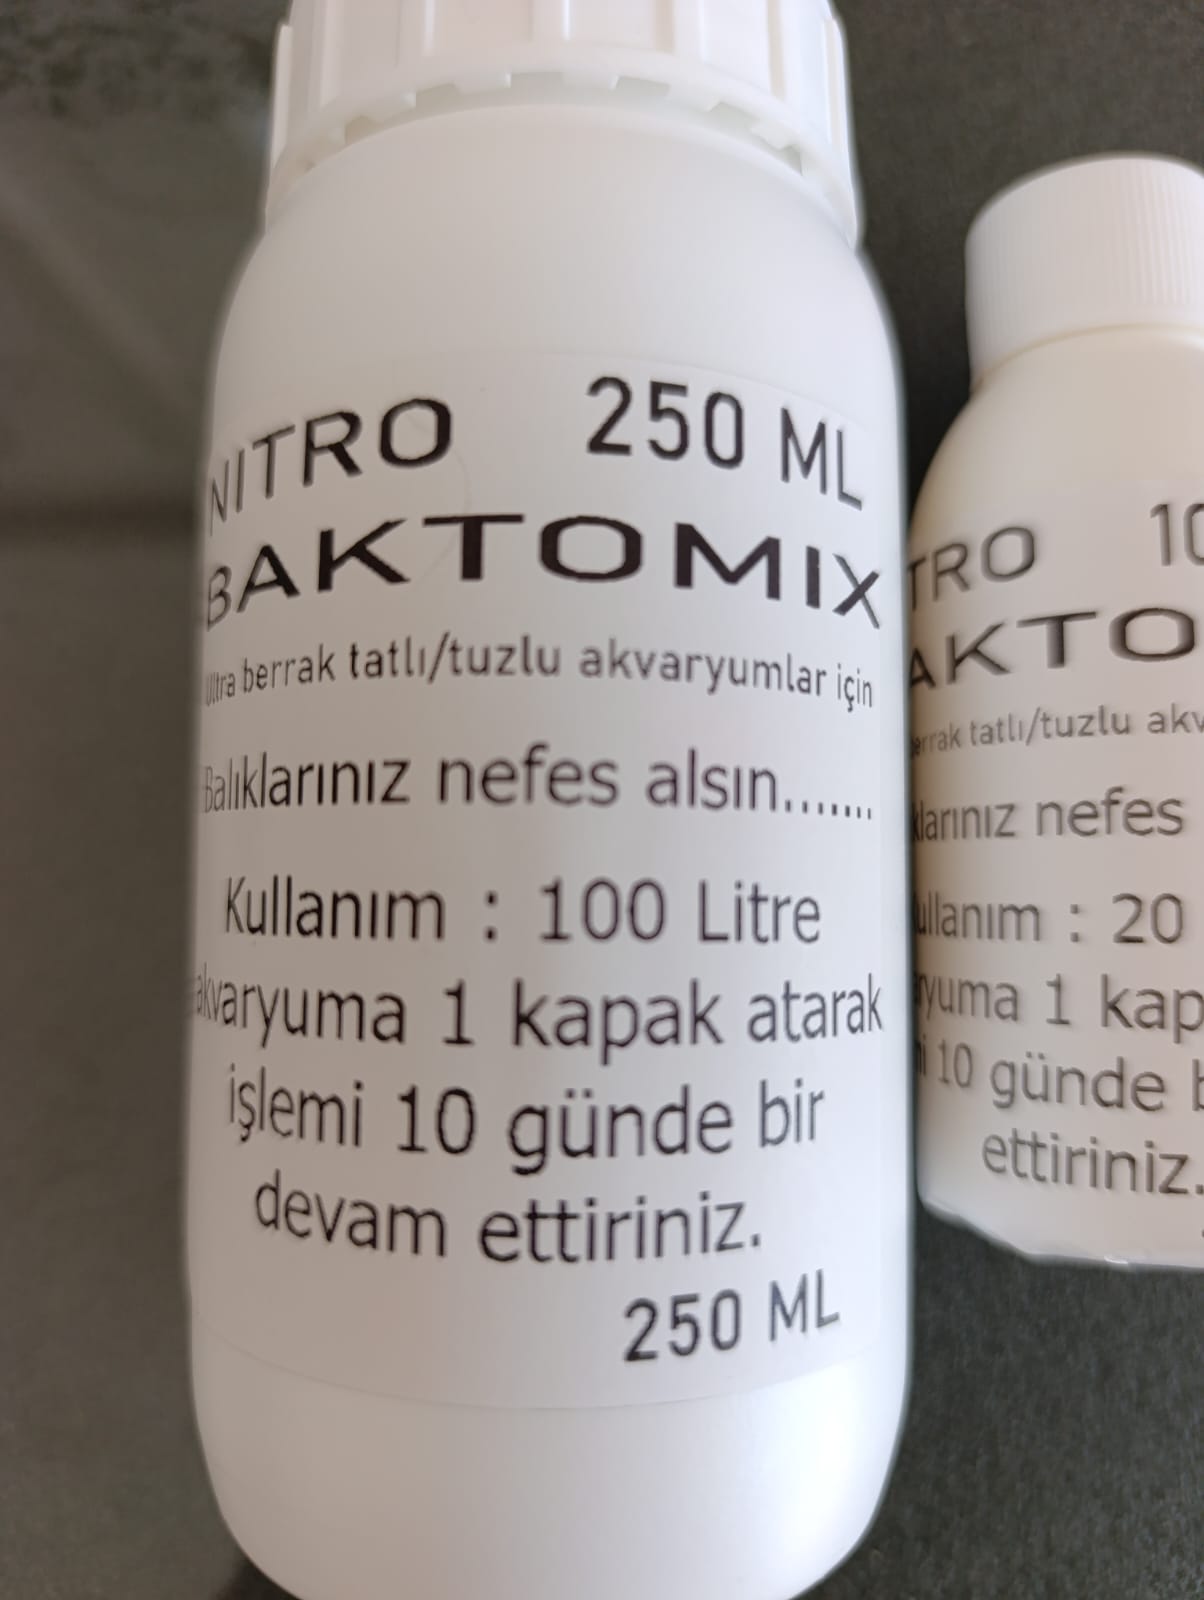 NITRO 250 ML
BAKTOMIX
Ultra berrak tatlı/tuzlu akvaryumlar için
Balıklarınız nefes alsın.......
Kullanım : 100 Litre
akvaryuma 1 kapak atarak
işlemi 10 günde bir
devam ettiriniz.
250 ML
TRO 10
AKTO
berrak tatlı/tuzlu akv
klarınız nefes
ullanım : 20
ryuma 1 kap
i 10 günde b
ettiriniz.